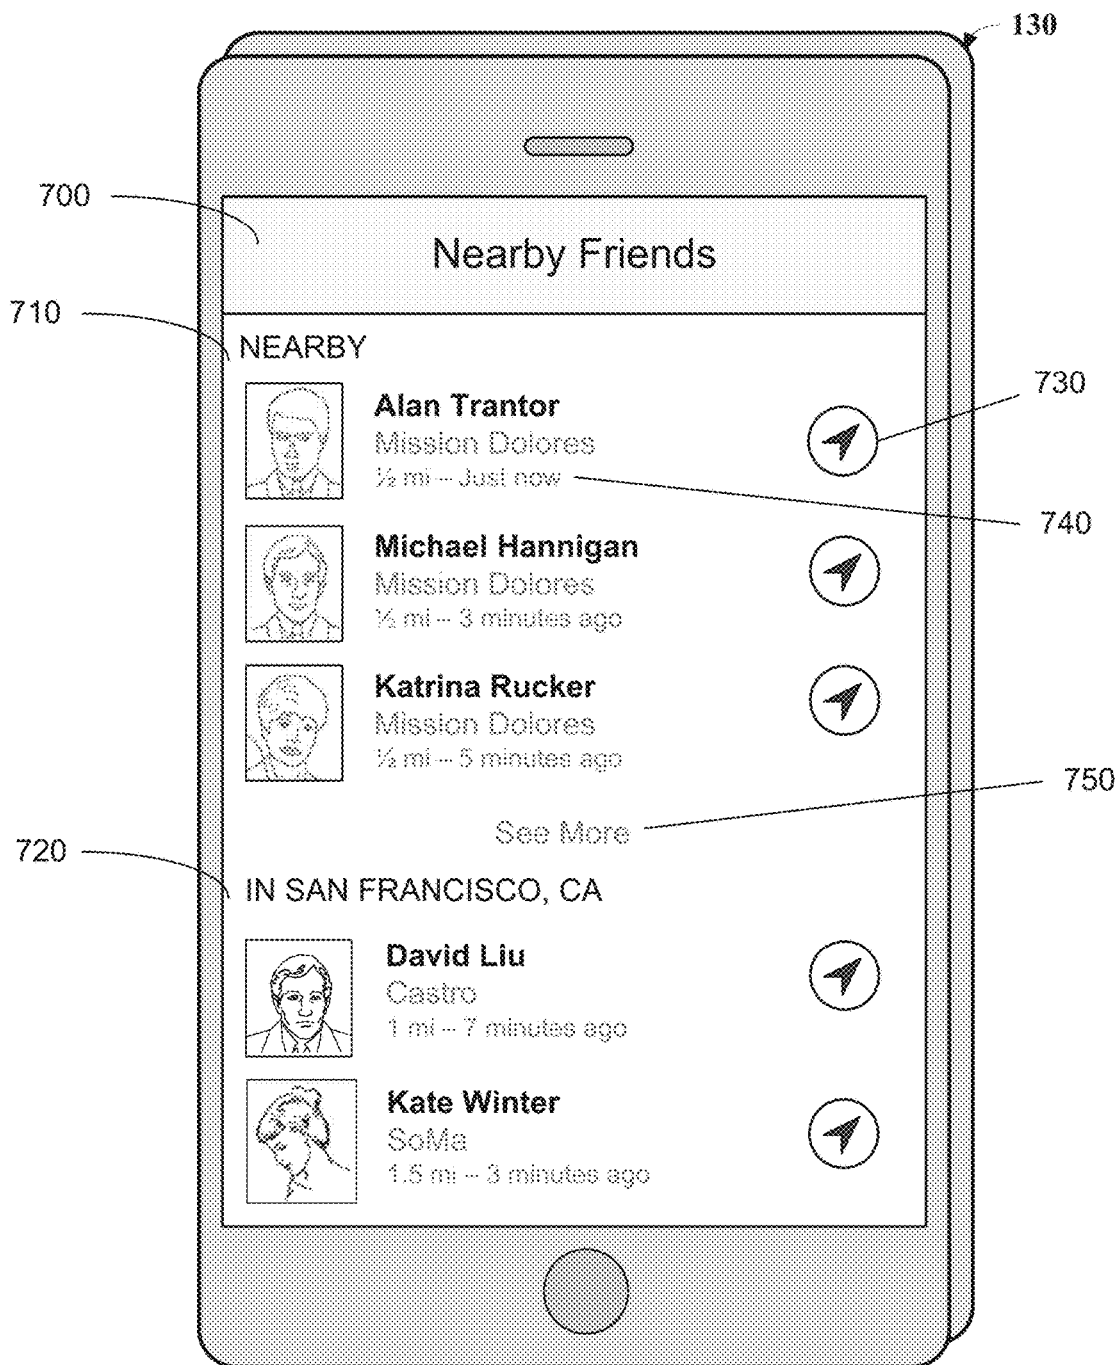 130
700
Nearby Friends
710
NEARBY
Alan Trantor
730
Mission Dolores
½ mi – Just now
740
Michael Hannigan
Mission Dolores
½ mi – 3 minutes ago
Katrina Rucker
Mission Dolores
½ mi – 5 minutes ago
750
See More
720
IN SAN FRANCISCO, CA
David Liu
Castro
1 mi – 7 minutes ago
Kate Winter
SoMa
1.5 mi – 3 minutes ago